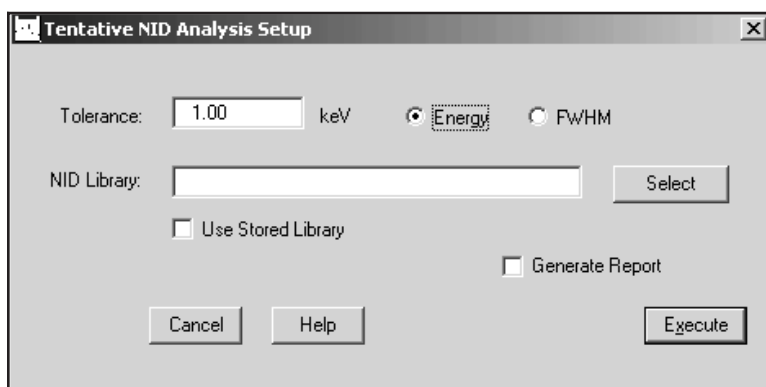 Tentative NID Analysis Setup
Tolerance: 1.00 keV Energy FWHM
NID Library: Select
Use Stored Library
Generate Report
Cancel Help Execute